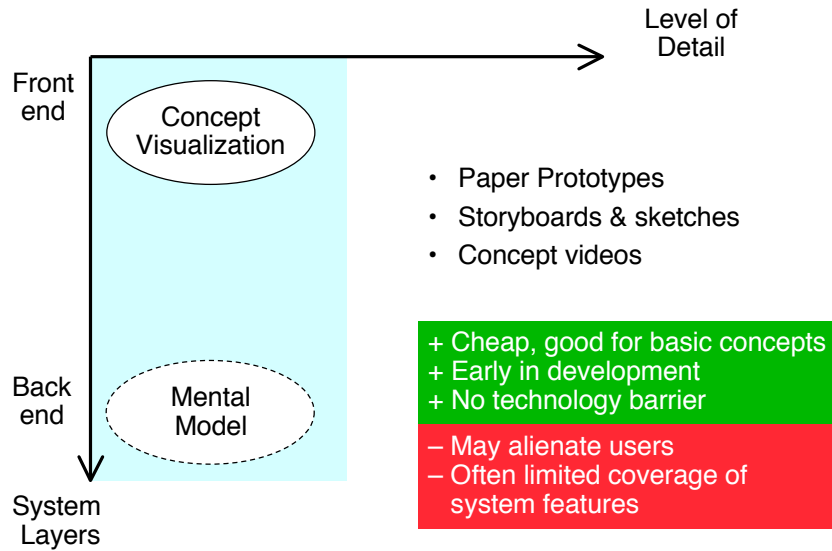 Level of
Detail
Front
end
Concept
Visualization
• Paper Prototypes
• Storyboards & sketches
• Concept videos
+ Cheap, good for basic concepts
+ Early in development
+ No technology barrier
Back
end
Mental
Model
– May alienate users
– Often limited coverage of
system features
System
Layers